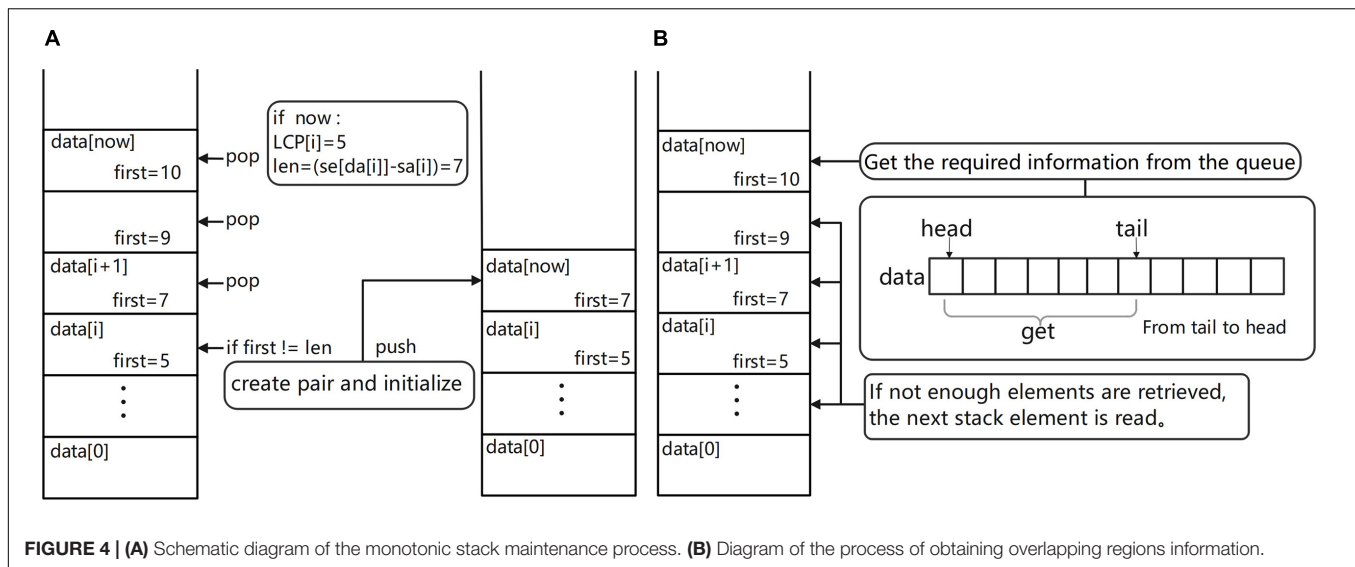 A
data[now]
first=10
pop
first=9
pop
data[i+1]
first=7
pop
data[i]
first=5
if first != len
⋮
data[0]
if now:
LCP[i]=5
len=(se[da[i]]-sa[i])=7
push
create pair and initialize
data[now]
first=7
data[i]
first=5
⋮
data[0]
B
data[now]
first=10
first=9
data[i+1]
first=7
data[i]
first=5
⋮
data[0]
Get the required information from the queue
head
tail
data
get
From tail to head
If not enough elements are retrieved,
the next stack element is read。
FIGURE 4 | (A) Schematic diagram of the monotonic stack maintenance process. (B) Diagram of the process of obtaining overlapping regions information.